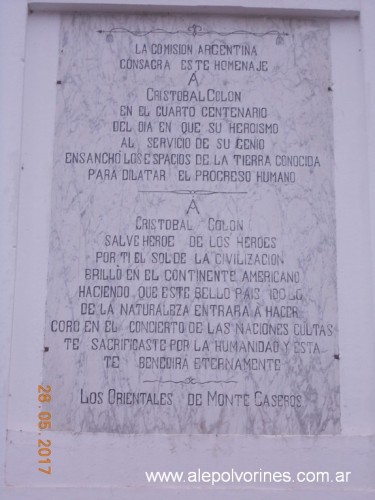 LA COMISION ARGENTINA
CONSAGRA ESTE HOMENAJE
A
CRISTOBAL COLON
EN EL CUARTO CENTENARIO
DEL DIA EN QUE SU HEROISMO
AL SERVICIO DE SU GENIO
ENSANCHO LOS ESPACIOS DE LA TIERRA CONOCIDA
PARA DILATAR EL PROGRESO HUMANO
A
CRISTOBAL COLON
SALVE HEROE DE LOS HEROES
POR TI EL SOL DE LA CIVILIZACION
BRILLO EN EL CONTINENTE AMERICANO
HACIENDO QUE ESTE BELLO PAIS IDOLO
DE LA NATURALEZA ENTRARA A HACER
CORO EN EL CONCIERTO DE LAS NACIONES CULTAS
TE SACRIFICASTE POR LA HUMANIDAD Y ESTA
TE BENDIRA ETERNAMENTE
LOS ORIENTALES DE MONTE CASEROS
28.05.2017
www.alepolvorines.com.ar